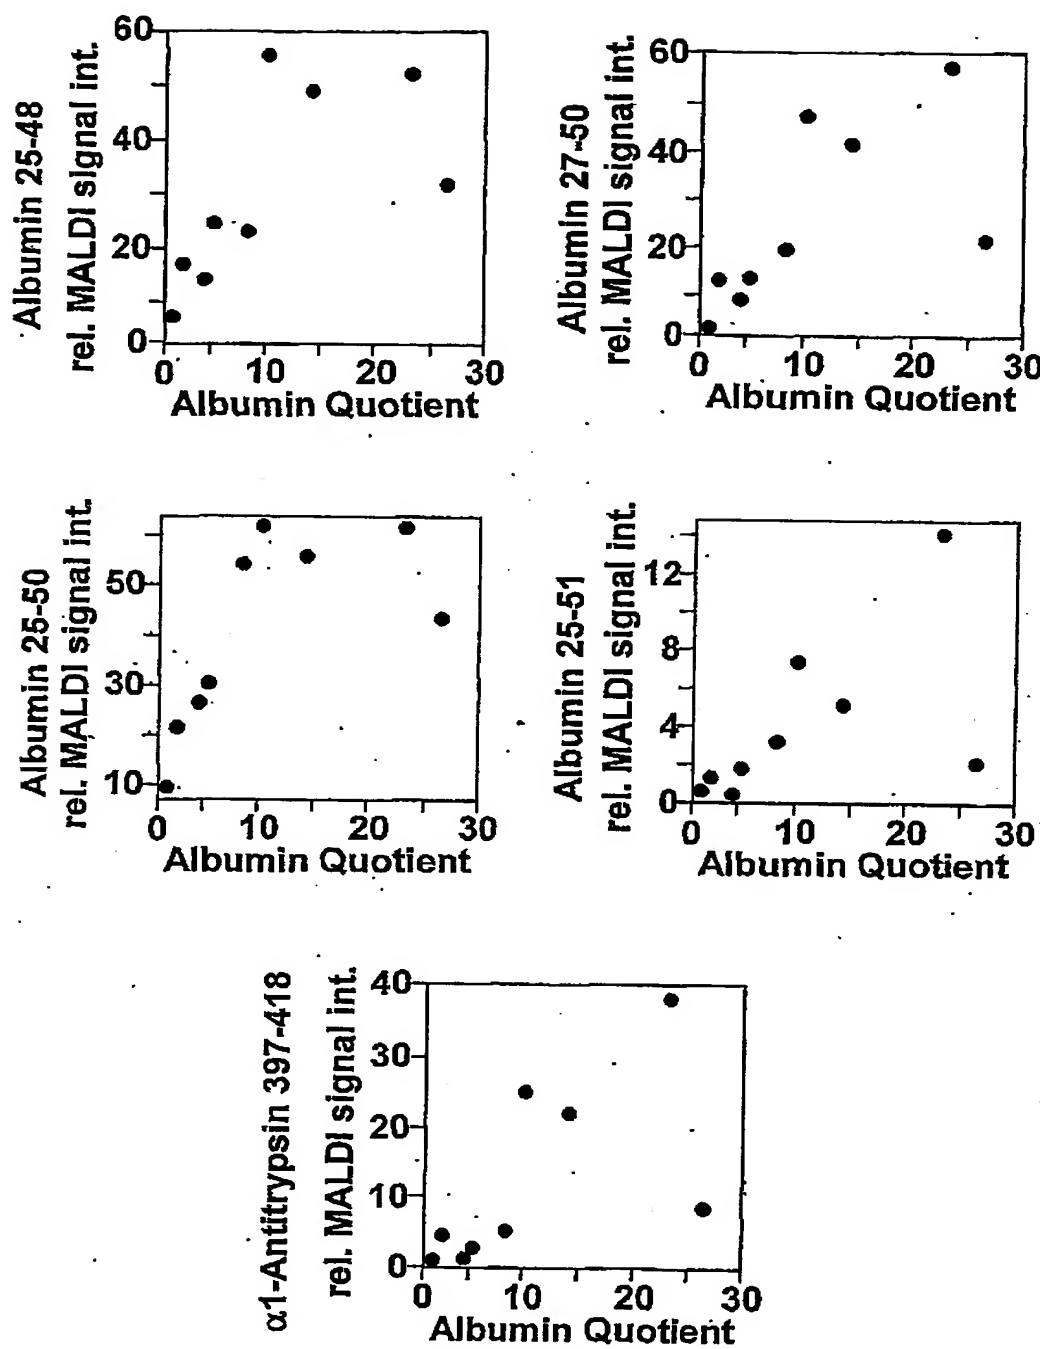 Albumin 25-48
rel. MALDI signal int.
60
40
20
0
0 10 20 30
Albumin Quotient
Albumin 27-50
rel. MALDI signal int.
60
40
20
0
0 10 20 30
Albumin Quotient
Albumin 25-50
rel. MALDI signal int.
50
30
10
0 10 20 30
Albumin Quotient
Albumin 25-51
rel. MALDI signal int.
12
8
4
0
0 10 20 30
Albumin Quotient
α1-Antitrypsin 397-418
rel. MALDI signal int.
40
30
20
10
0
0 10 20 30
Albumin Quotient